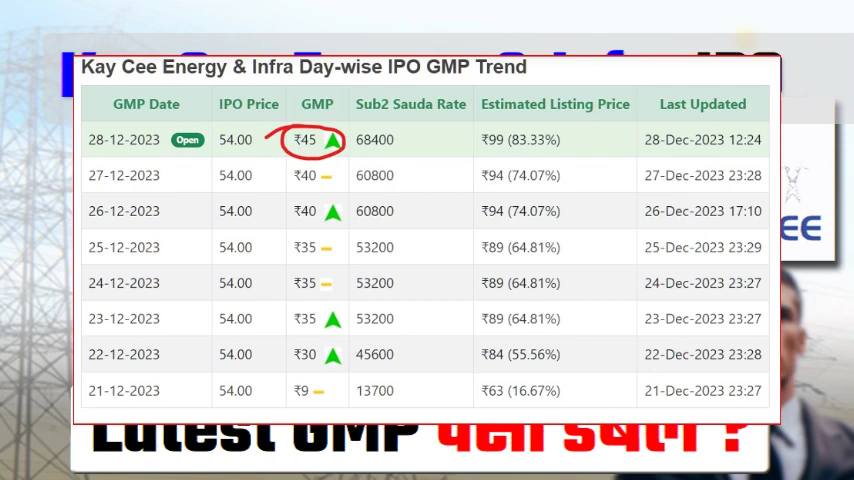 Kay Cee Energy & Infra Day-wise IPO GMP Trend
GMP Date IPO Price GMP Sub2 Sauda Rate Estimated Listing Price Last Updated
28-12-2023 Open 54.00 ₹45 68400 ₹99 (83.33%) 28-Dec-2023 12:24
27-12-2023 54.00 ₹40 60800 ₹94 (74.07%) 27-Dec-2023 23:28
26-12-2023 54.00 ₹40 60800 ₹94 (74.07%) 26-Dec-2023 17:10
25-12-2023 54.00 ₹35 53200 ₹89 (64.81%) 25-Dec-2023 23:29
24-12-2023 54.00 ₹35 53200 ₹89 (64.81%) 24-Dec-2023 23:27
23-12-2023 54.00 ₹35 53200 ₹89 (64.81%) 23-Dec-2023 23:27
22-12-2023 54.00 ₹30 45600 ₹84 (55.56%) 22-Dec-2023 23:28
21-12-2023 54.00 ₹9 13700 ₹63 (16.67%) 21-Dec-2023 23:27
EE
Latest GMP पैसा डबल ?